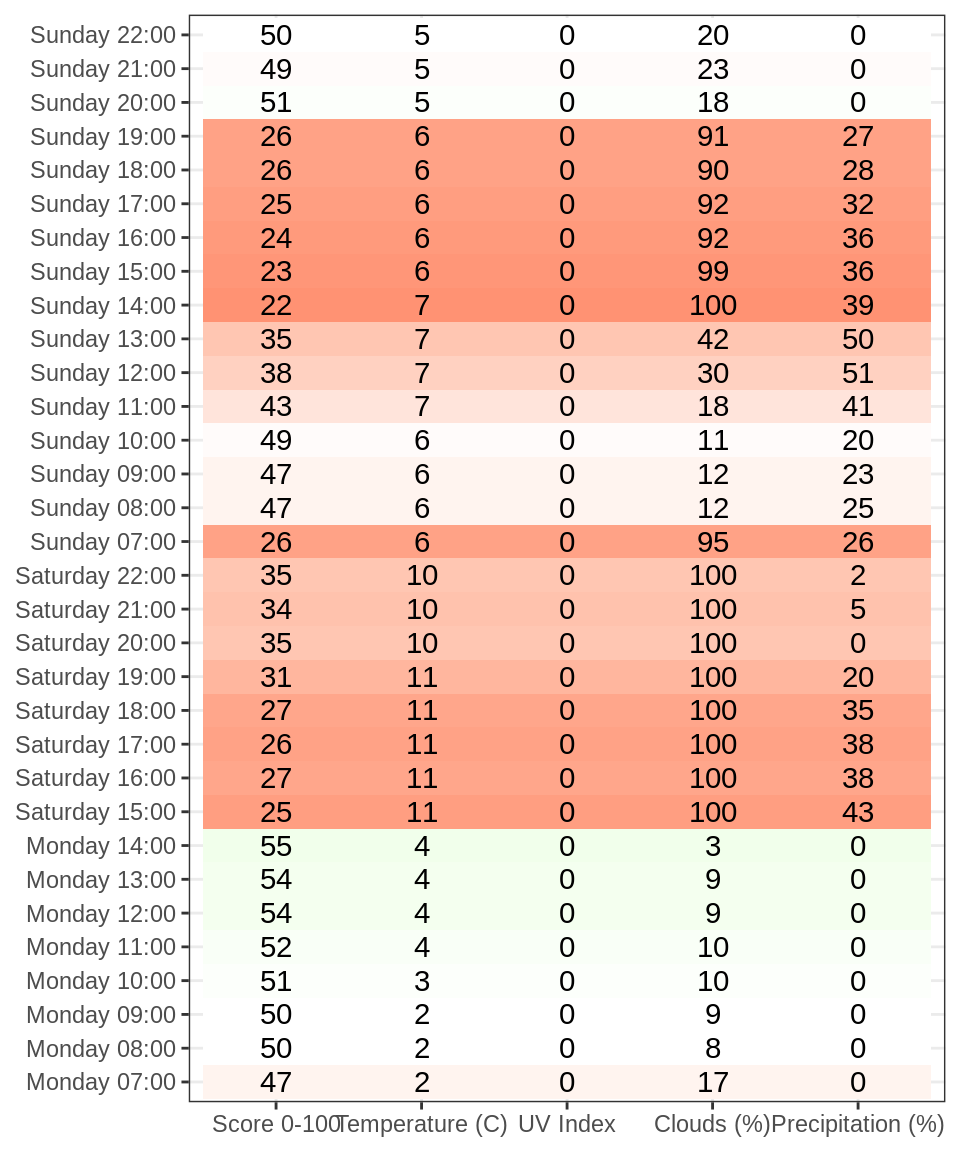 Sunday 22:00 50 5 0 20 0
Sunday 21:00 49 5 0 23 0
Sunday 20:00 51 5 0 18 0
Sunday 19:00 26 6 0 91 27
Sunday 18:00 26 6 0 90 28
Sunday 17:00 25 6 0 92 32
Sunday 16:00 24 6 0 92 36
Sunday 15:00 23 6 0 99 36
Sunday 14:00 22 7 0 100 39
Sunday 13:00 35 7 0 42 50
Sunday 12:00 38 7 0 30 51
Sunday 11:00 43 7 0 18 41
Sunday 10:00 49 6 0 11 20
Sunday 09:00 47 6 0 12 23
Sunday 08:00 47 6 0 12 25
Sunday 07:00 26 6 0 95 26
Saturday 22:00 35 10 0 100 2
Saturday 21:00 34 10 0 100 5
Saturday 20:00 35 10 0 100 0
Saturday 19:00 31 11 0 100 20
Saturday 18:00 27 11 0 100 35
Saturday 17:00 26 11 0 100 38
Saturday 16:00 27 11 0 100 38
Saturday 15:00 25 11 0 100 43
Monday 14:00 55 4 0 3 0
Monday 13:00 54 4 0 9 0
Monday 12:00 54 4 0 9 0
Monday 11:00 52 4 0 10 0
Monday 10:00 51 3 0 10 0
Monday 09:00 50 2 0 9 0
Monday 08:00 50 2 0 8 0
Monday 07:00 47 2 0 17 0
Score 0-100 Temperature (C) UV Index Clouds (%) Precipitation (%)